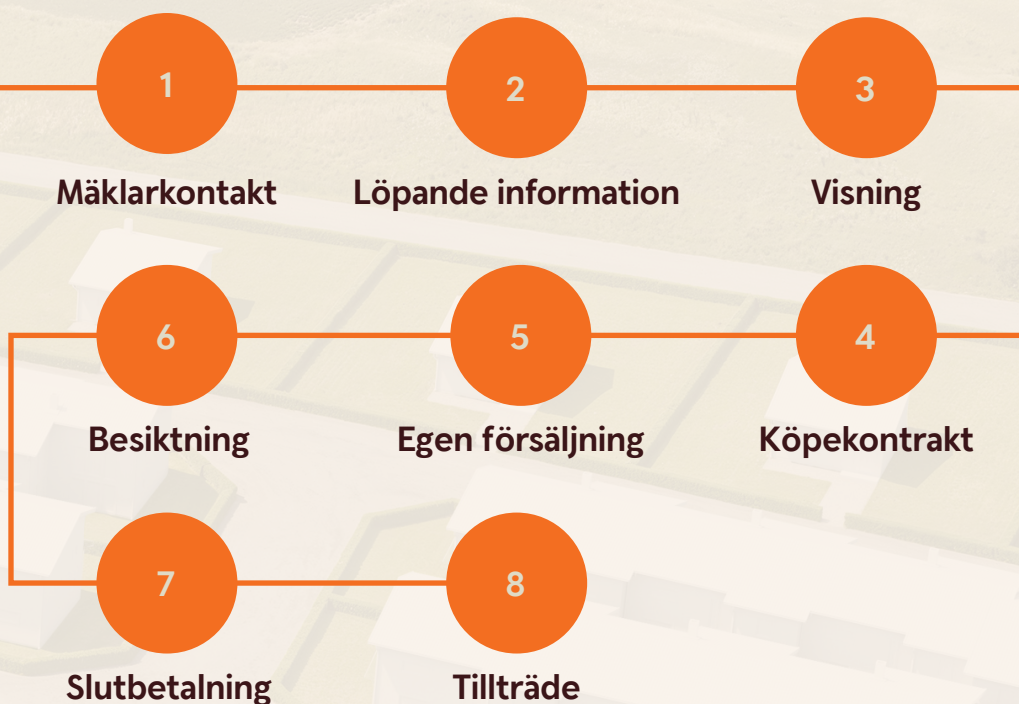 1
Mäklarkontakt
2
Löpande information
3
Visning
4
Köpekontrakt
5
Egen försäljning
6
Besiktning
7
Slutbetalning
8
Tillträde